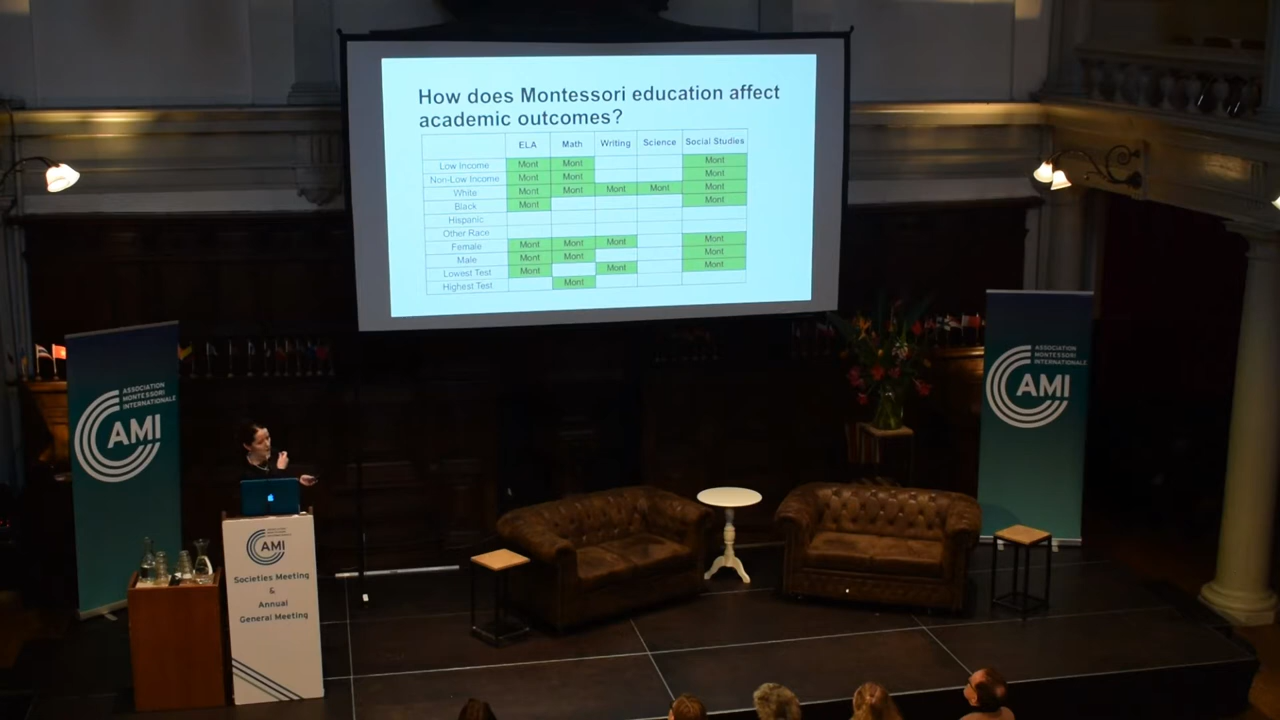 How does Montessori education affect
academic outcomes?
ELA Math Writing Science Social Studies
Low Income Mont Mont Mont
Non-Low Income Mont Mont Mont
White Mont Mont Mont Mont Mont
Black Mont Mont
Hispanic
Other Race
Female Mont Mont Mont Mont
Male Mont Mont Mont
Lowest Test Mont Mont Mont
Highest Test Mont
ASSOCIATION
MONTESSORI
INTERNATIONALE
AMI
ASSOCIATION
MONTESSORI
INTERNATIONALE
AMI
AMI
Societies Meeting
&
Annual
General Meeting